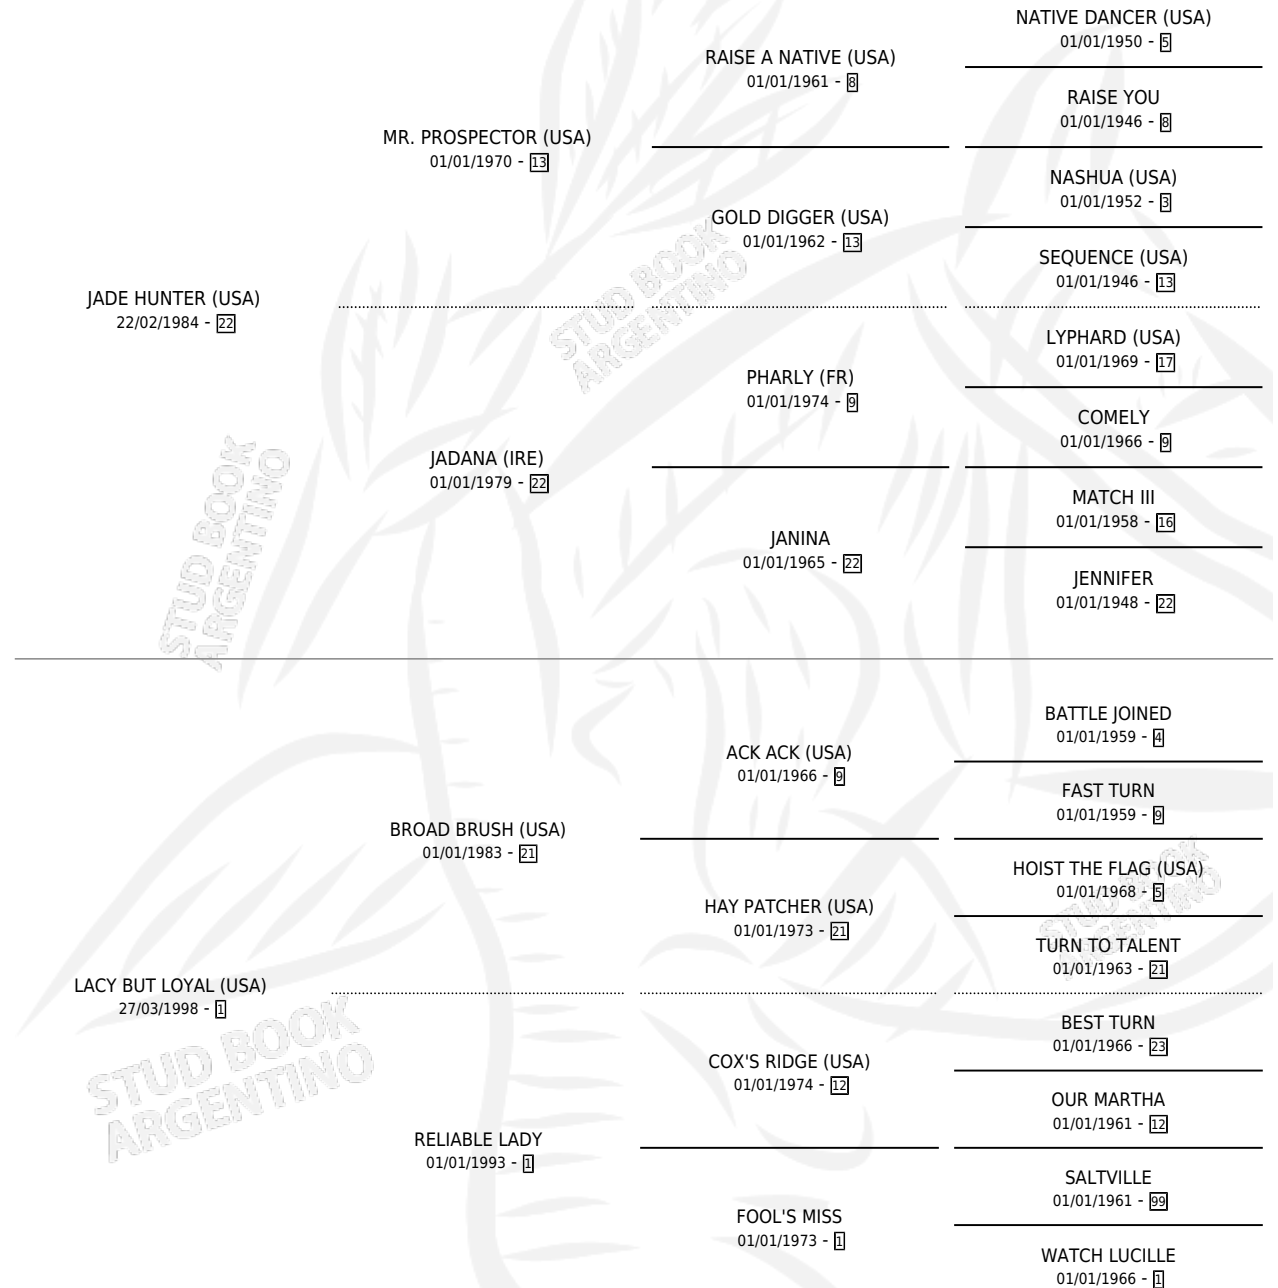 NATIVE DANCER (USA)
01/01/1950 - 5
RAISE A NATIVE (USA)
01/01/1961 - 8
RAISE YOU
01/01/1946 - 8
MR. PROSPECTOR (USA)
01/01/1970 - 13
NASHUA (USA)
01/01/1952 - 3
GOLD DIGGER (USA)
01/01/1962 - 13
SEQUENCE (USA)
01/01/1946 - 13
JADE HUNTER (USA)
22/02/1984 - 22
STUD BOOK
ARGENTINO
LYPHARD (USA)
01/01/1969 - 17
PHARLY (FR)
01/01/1974 - 9
COMELY
01/01/1966 - 9
JADANA (IRE)
01/01/1979 - 22
MATCH III
01/01/1958 - 16
JANINA
01/01/1965 - 22
JENNIFER
01/01/1948 - 22
STUD BOOK
ARGENTINO
BATTLE JOINED
01/01/1959 - 4
ACK ACK (USA)
01/01/1966 - 9
FAST TURN
01/01/1959 - 9
BROAD BRUSH (USA)
01/01/1983 - 21
HOIST THE FLAG (USA)
01/01/1968 - 5
HAY PATCHER (USA)
01/01/1973 - 21
STUD BOOK
ARGENTINO
TURN TO TALENT
01/01/1963 - 21
LACY BUT LOYAL (USA)
27/03/1998 - 1
STUD BOOK
ARGENTINO
BEST TURN
01/01/1966 - 23
COX'S RIDGE (USA)
01/01/1974 - 12
OUR MARTHA
01/01/1961 - 12
RELIABLE LADY
01/01/1993 - 1
SALTVILLE
01/01/1961 - 99
FOOL'S MISS
01/01/1973 - 1
WATCH LUCILLE
01/01/1966 - 1